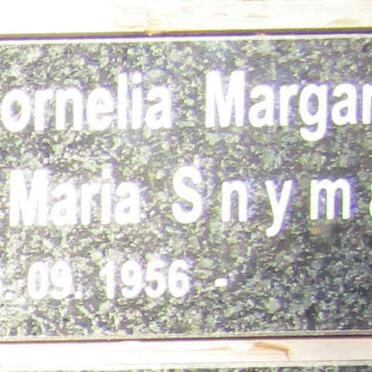 ornelia Margar
Maria Snyma
. 09. 1956 -